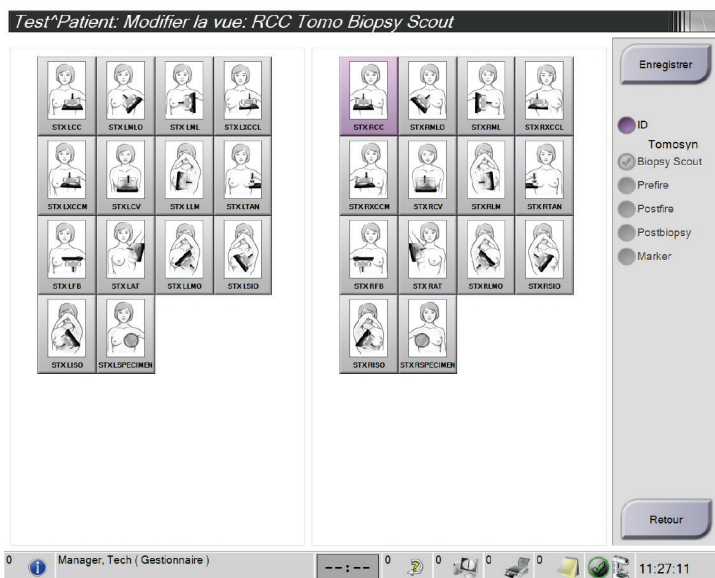 Test^Patient: Modifier la vue: RCC Tomo Biopsy Scout
STX LCC STX LMLO STX LML STX LXCCL
STX LXCCM STX LCV STX LLM STX LTAN
STX LFB STX LAT STX LLMO STX LSIO
STX LISO STX LSPECIMEN
STX RCC STX RMLO STX RML STX RXCCL
STX RXCCM STX RCV STX RLM STX RTAN
STX RFB STX RAT STX RLMO STX RSIO
STX RISO STX RSPECIMEN
Enregistrer
ID
Tomosyn
Biopsy Scout
Prefire
Postfire
Postbiopsy
Marker
Retour
0 Manager, Tech ( Gestionnaire ) --:-- 0 0 0 0 11:27:11